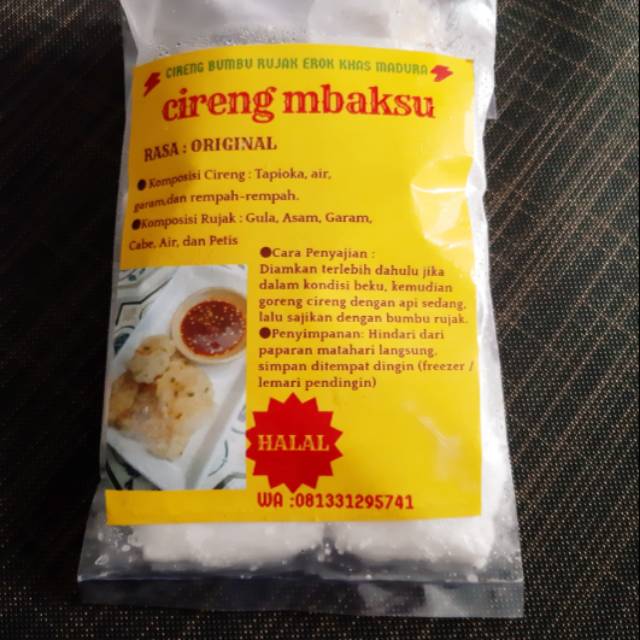 CIRENG BUMBU RUJAK EROK KHAS MADURA
cireng mbaksu
RASA : ORIGINAL
●Komposisi Cireng : Tapioka, air,
garam,dan rempah-rempah.
●Komposisi Rujak : Gula, Asam, Garam,
Cabe, Air, dan Petis
●Cara Penyajian :
Diamkan terlebih dahulu jika
dalam kondisi beku, kemudian
goreng cireng dengan api sedang,
lalu sajikan dengan bumbu rujak.
●Penyimpanan: Hindari dari
paparan matahari langsung,
simpan ditempat dingin (freezer /
lemari pendingin)
HALAL
WA :081331295741